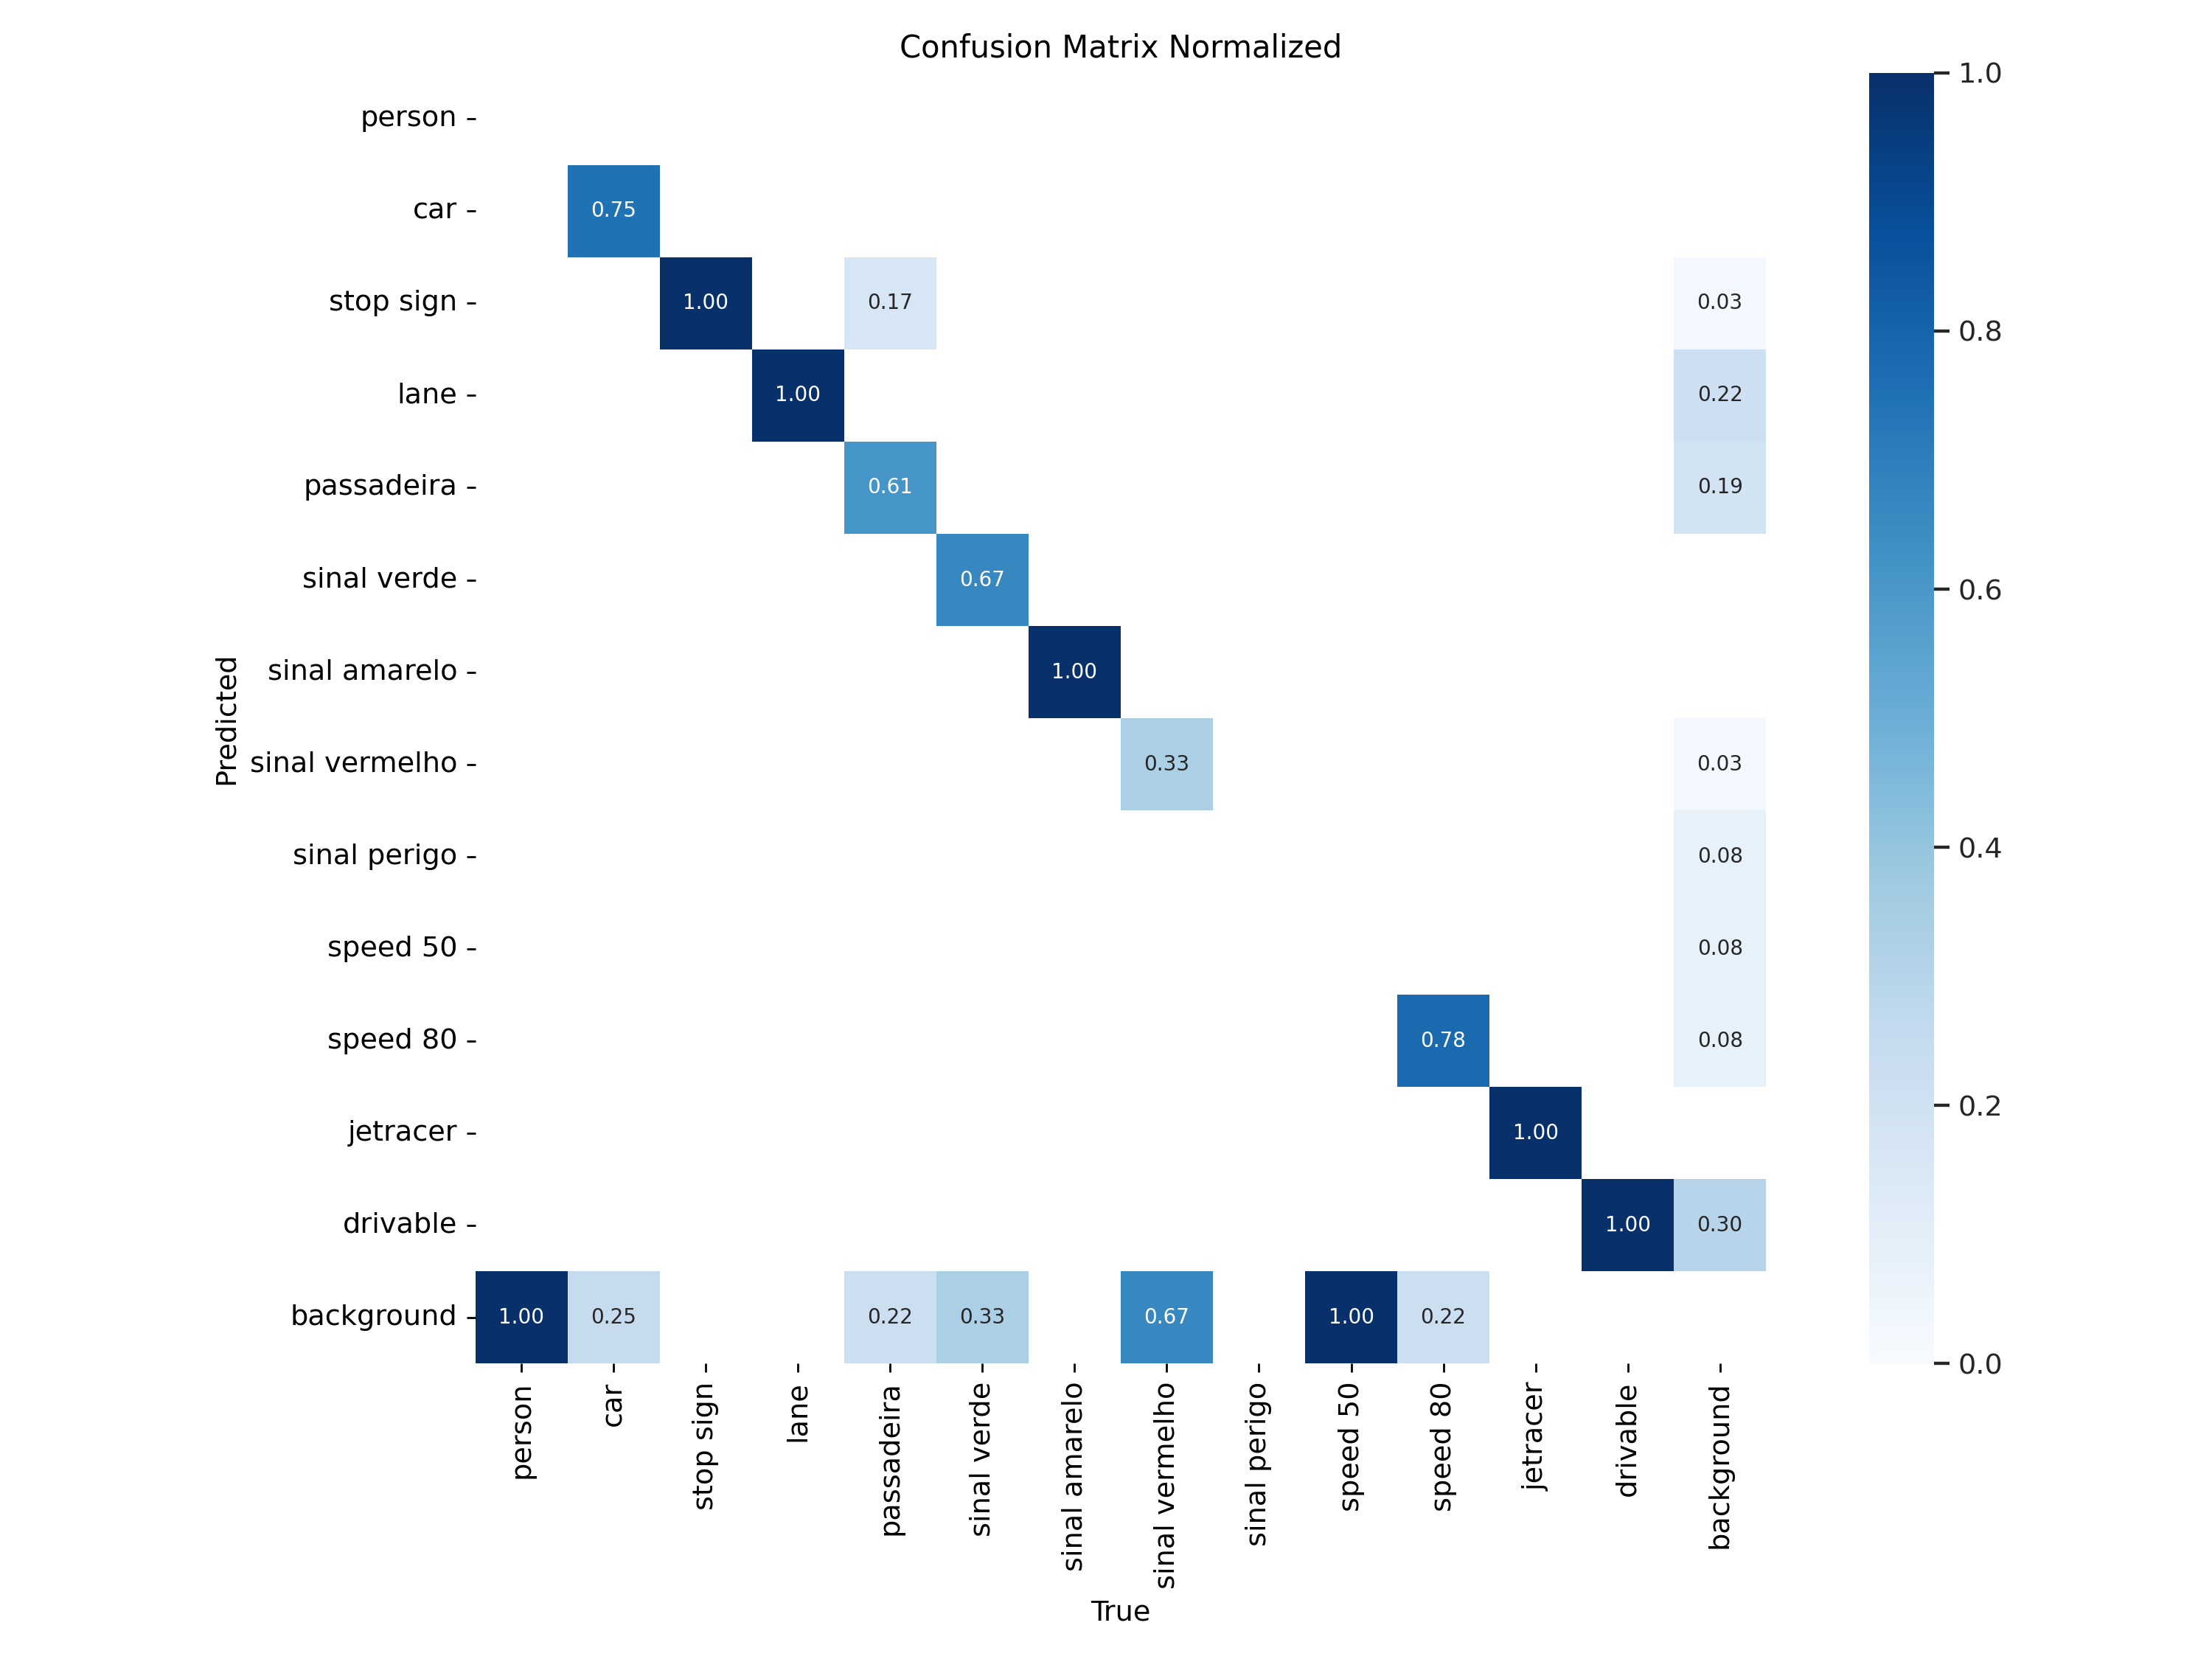 Confusion Matrix Normalized
person
car 0.75
stop sign 1.00 0.17 0.03
lane 1.00 0.22
passadeira 0.61 0.19
sinal verde 0.67
sinal amarelo 1.00
sinal vermelho 0.33 0.03
sinal perigo 0.08
speed 50 0.08
speed 80 0.78 0.08
jetracer 1.00
drivable 1.00 0.30
background 1.00 0.25 0.22 0.33 0.67 1.00 0.22
Predicted
person
car
stop sign
lane
passadeira
sinal verde
sinal amarelo
sinal vermelho
sinal perigo
speed 50
speed 80
jetracer
drivable
background
True
1.0
0.8
0.6
0.4
0.2
0.0